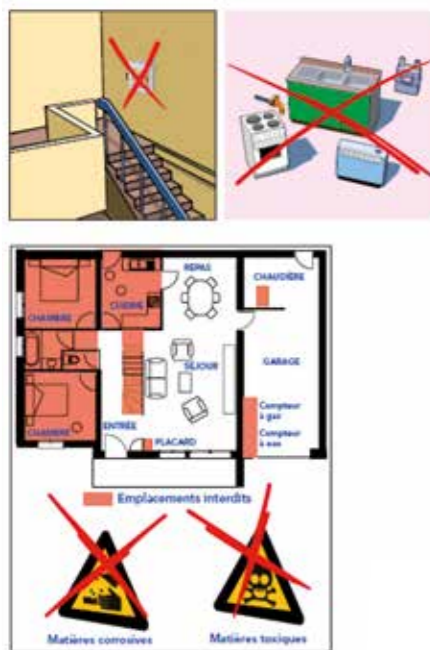 REPAS
CHAUDIÈRE
CUISINE
CHAMBRE
SÉJOUR
GARAGE
Compteur
à gaz
Compteur
à eau
CHAMBRE
ENTRÉE
PLACARD
Emplacements interdits
Matières corrosives
Matières toxiques